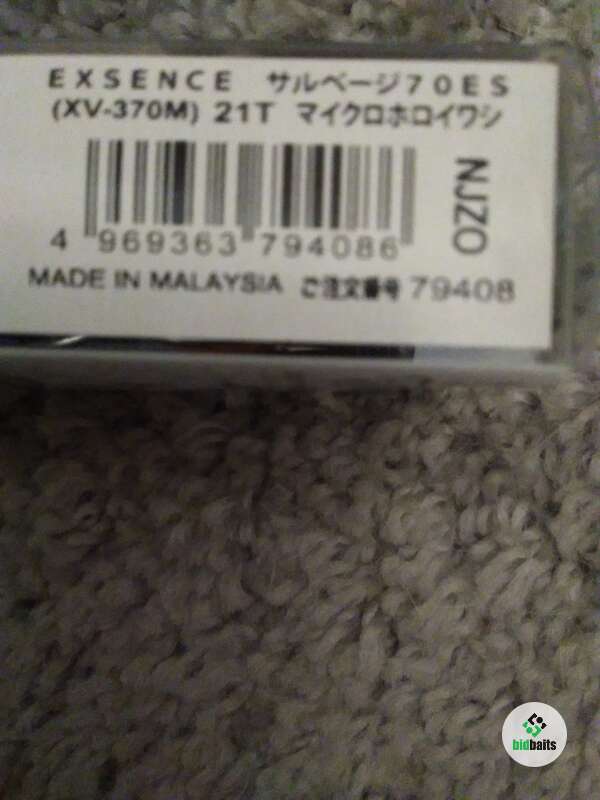 EXSENCE サルベージ70ES
(XV-370M) 21T マイクロホロイワシ
NJZO
4 969363 794086
MADE IN MALAYSIA ご注文番号 79408
bidbaits